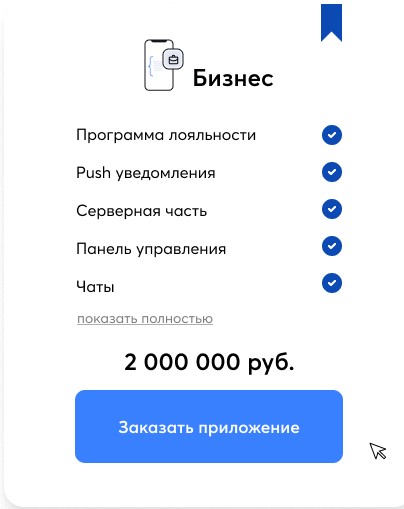 Бизнес
Программа лояльности
Push уведомления
Серверная часть
Панель управления
Чаты
показать полностью
2 000 000 руб.
Заказать приложение